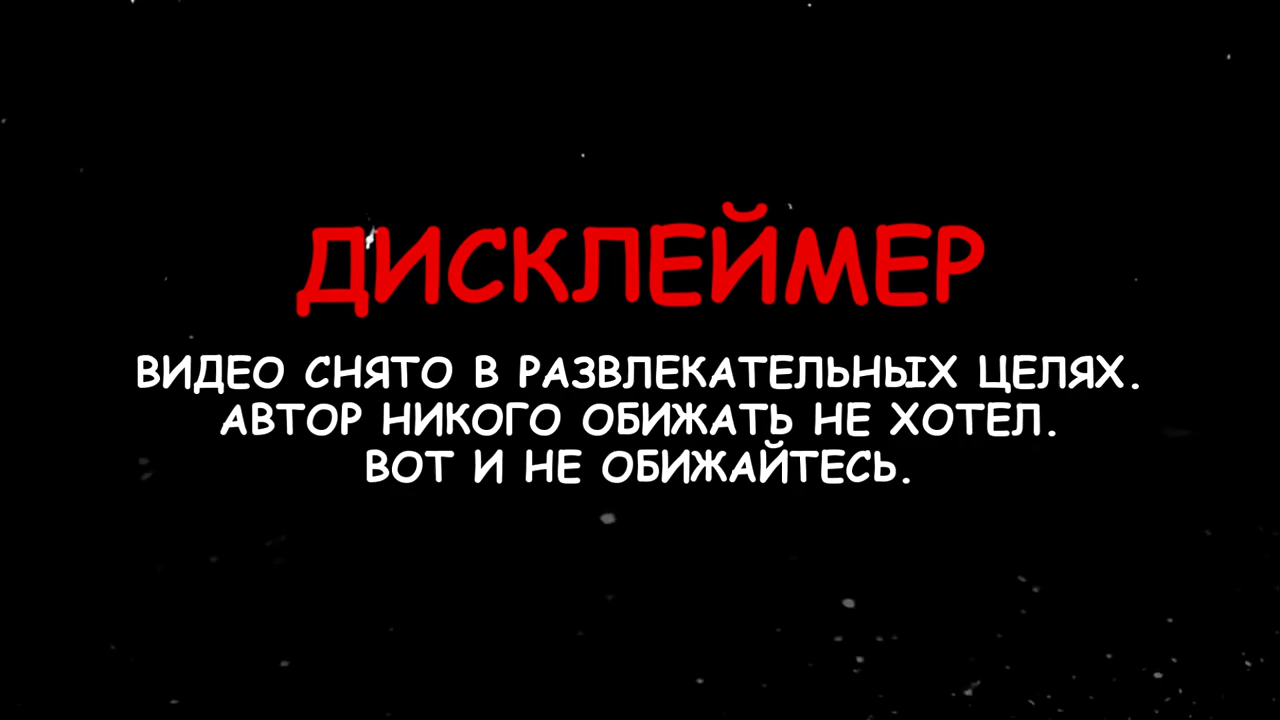 ДИСКЛЕЙМЕР
ВИДЕО СНЯТО В РАЗВЛЕКАТЕЛЬНЫХ ЦЕЛЯХ.
АВТОР НИКОГО ОБИЖАТЬ НЕ ХОТЕЛ.
ВОТ И НЕ ОБИЖАЙТЕСЬ.